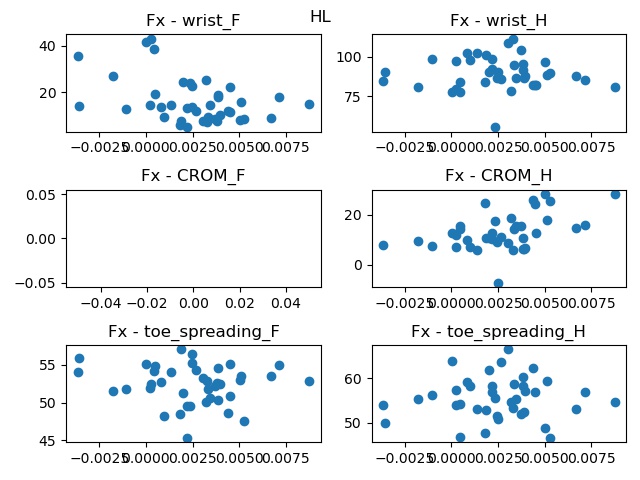 HL
Fx - wrist_F
40
20
−0.0025 0.0000 0.0025 0.0050 0.0075
Fx - wrist_H
100
75
−0.0025 0.0000 0.0025 0.0050 0.0075
Fx - CROM_F
0.05
0.00
−0.05
−0.04 −0.02 0.00 0.02 0.04
Fx - CROM_H
20
0
−0.0025 0.0000 0.0025 0.0050 0.0075
Fx - toe_spreading_F
55
50
45
−0.0025 0.0000 0.0025 0.0050 0.0075
Fx - toe_spreading_H
60
50
−0.0025 0.0000 0.0025 0.0050 0.0075